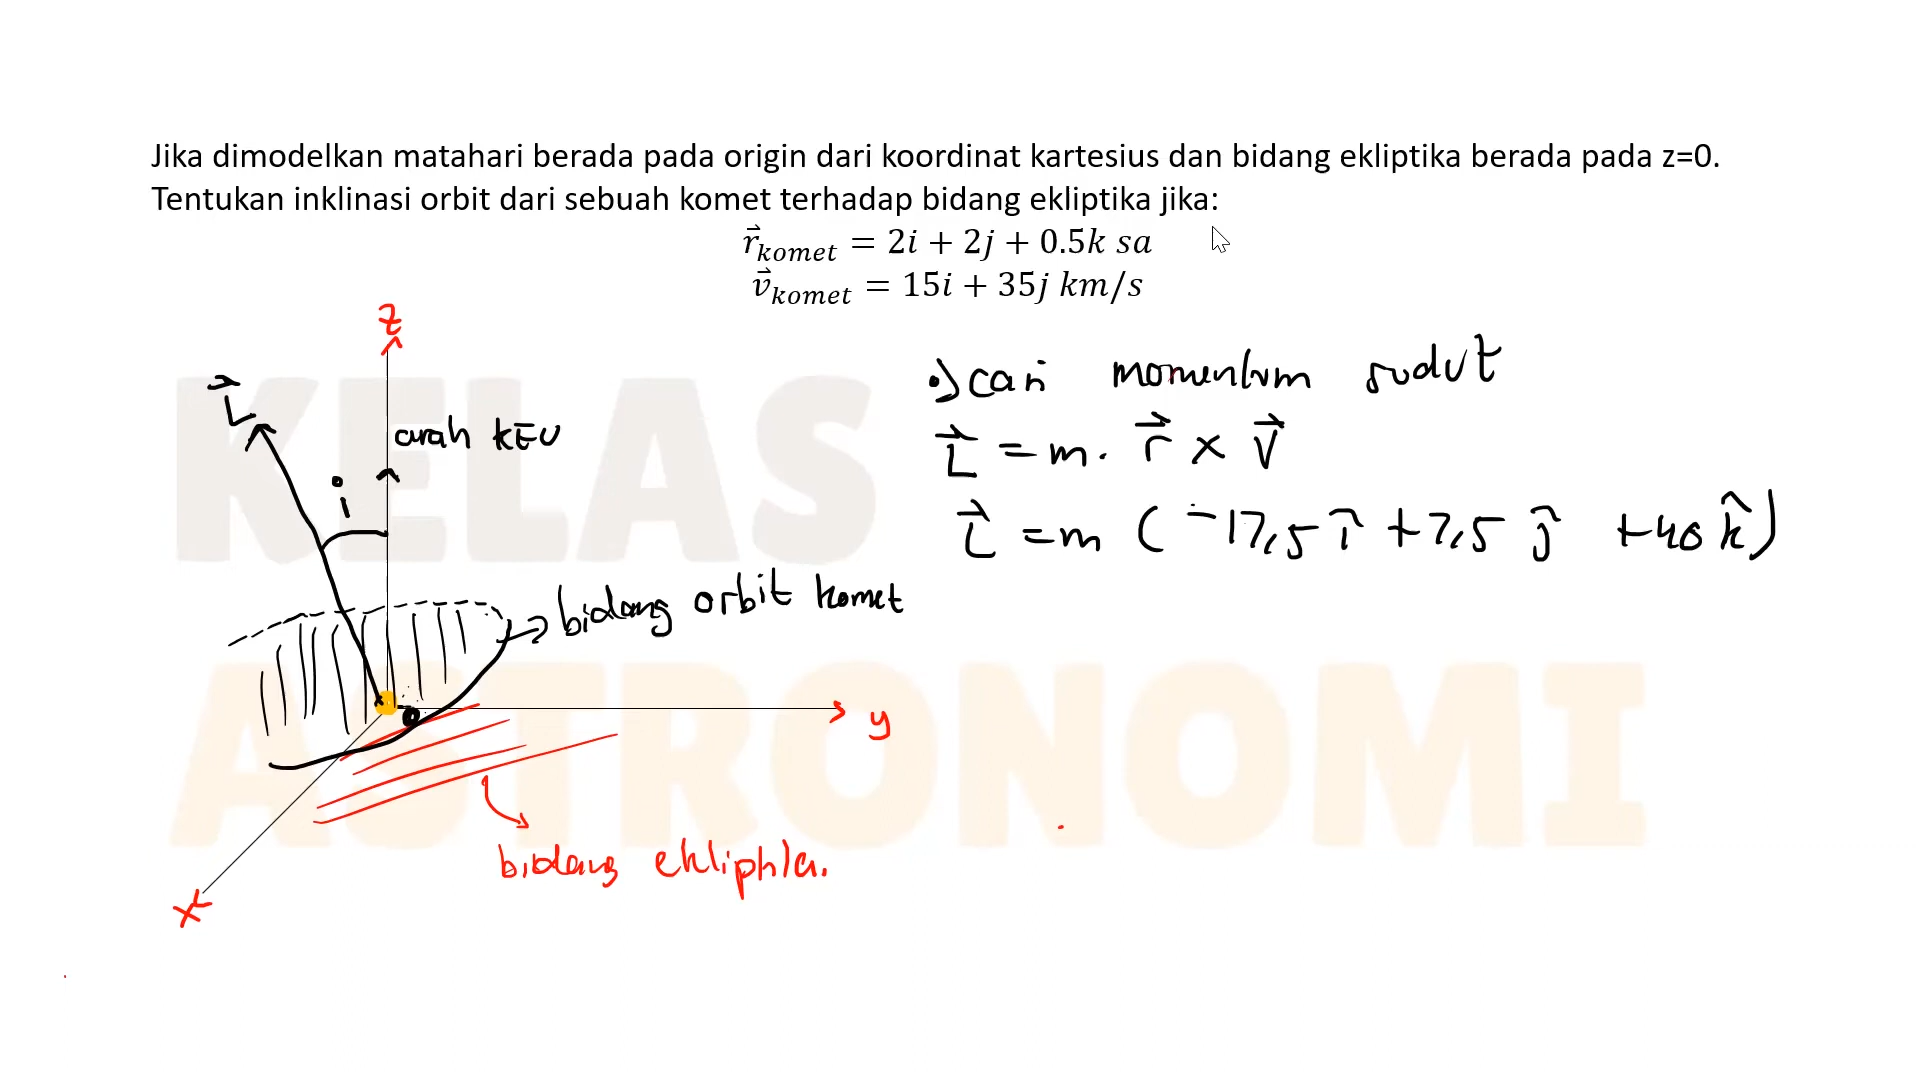 Jika dimodelkan matahari berada pada origin dari koordinat kartesius dan bidang ekliptika berada pada z=0.
Tentukan inklinasi orbit dari sebuah komet terhadap bidang ekliptika jika:
r⃗_komet = 2i + 2j + 0.5k sa
v⃗_komet = 15i + 35j km/s
z
•) cari momentum sudut
L⃗
arah KEU
L⃗ = m. r⃗ x v⃗
i
L⃗ = m (-17,5 î + 7,5 ĵ + 40 k̂)
bidang orbit komet
y
bidang ekliptika.
x
KELAS
ASTRONOMI